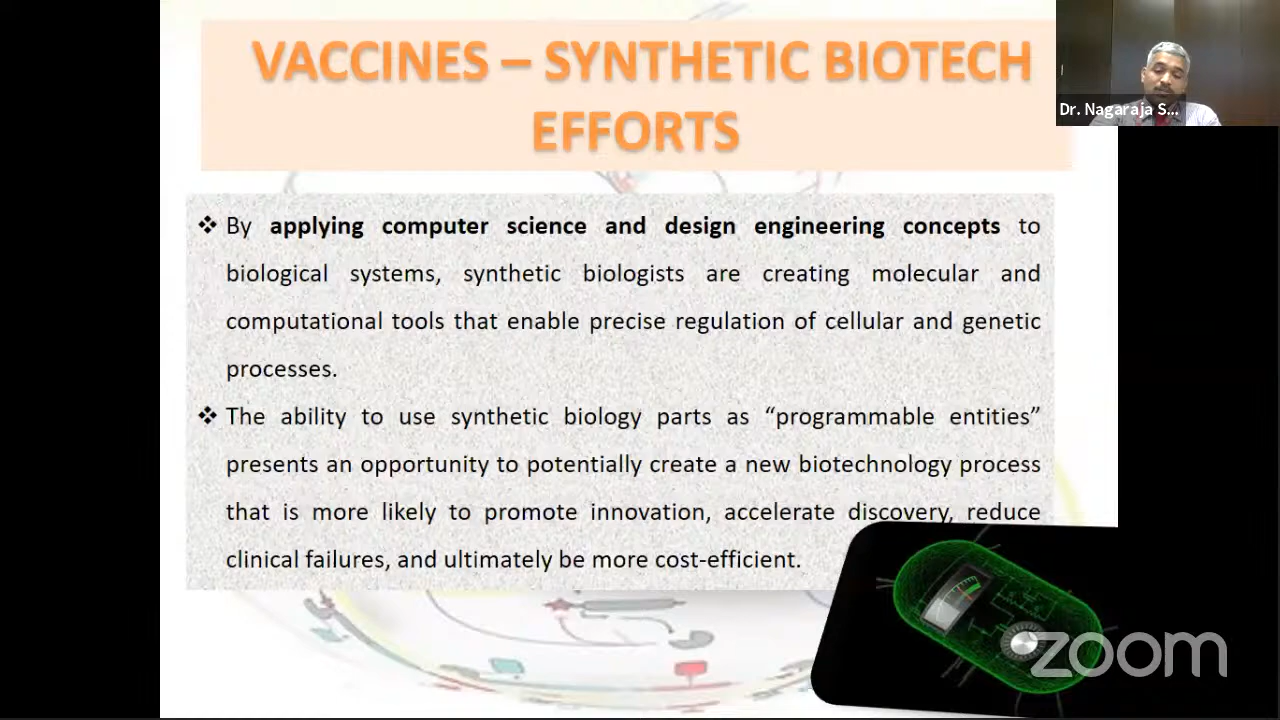 VACCINES – SYNTHETIC BIOTECH
EFFORTS
Dr. Nagaraja S...
❖ By applying computer science and design engineering concepts to
biological systems, synthetic biologists are creating molecular and
computational tools that enable precise regulation of cellular and genetic
processes.
❖ The ability to use synthetic biology parts as “programmable entities”
presents an opportunity to potentially create a new biotechnology process
that is more likely to promote innovation, accelerate discovery, reduce
clinical failures, and ultimately be more cost-efficient.
zoom